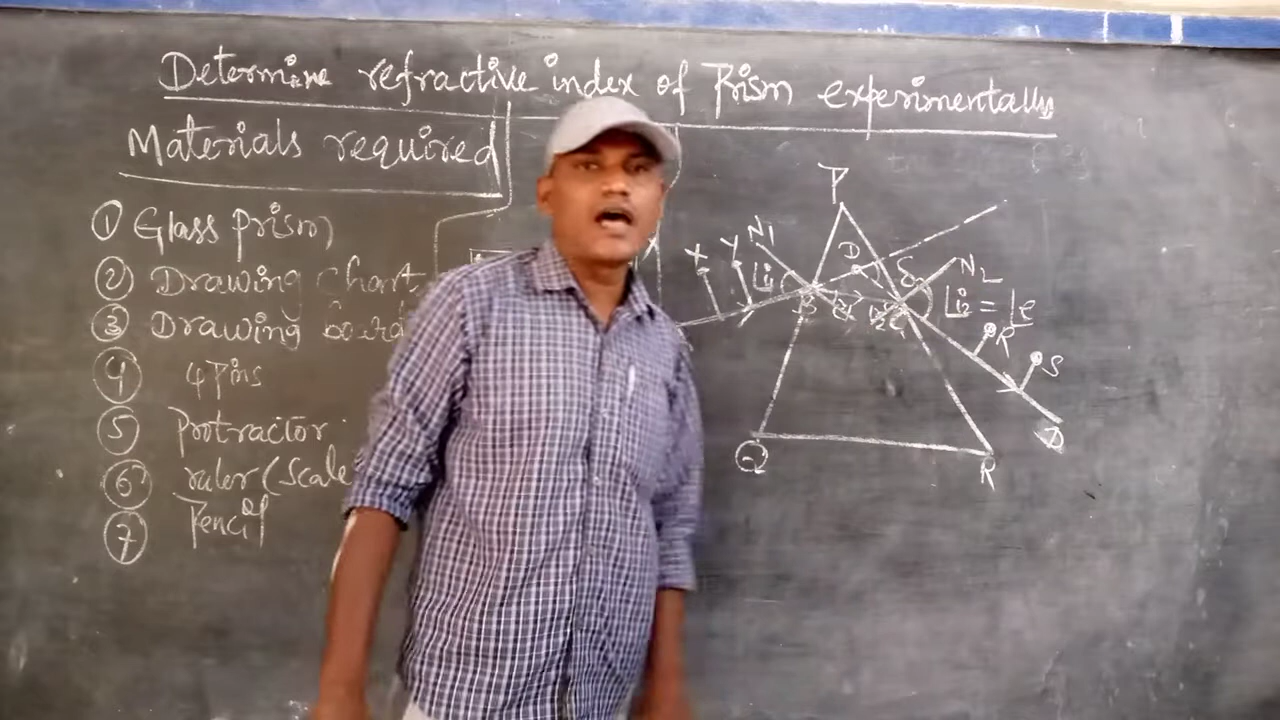 Determine refractive index of Prism experimentally
Materials required
① Glass prism
② Drawing Chart
③ Drawing board
④ 4 Pins
⑤ Protractor
⑥ ruler (Scale
⑦ Pencil
P
N1
X Y
D
δ
N2
∠i1
∠i2 = ∠e
B
R
S
D
Q
R